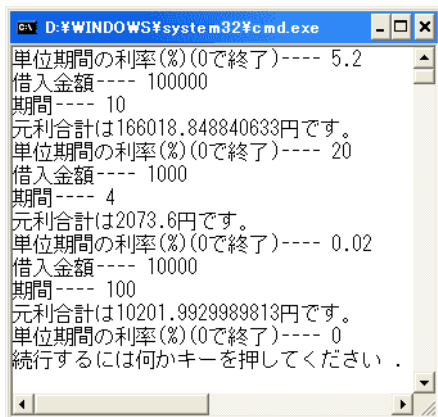 D:¥WINDOWS¥system32¥cmd.exe
単位期間の利率(%)(0で終了)---- 5.2
借入金額---- 100000
期間---- 10
元利合計は166018.848840633円です。
単位期間の利率(%)(0で終了)---- 20
借入金額---- 1000
期間---- 4
元利合計は2073.6円です。
単位期間の利率(%)(0で終了)---- 0.02
借入金額---- 10000
期間---- 100
元利合計は10201.9929989813円です。
単位期間の利率(%)(0で終了)---- 0
続行するには何かキーを押してください .